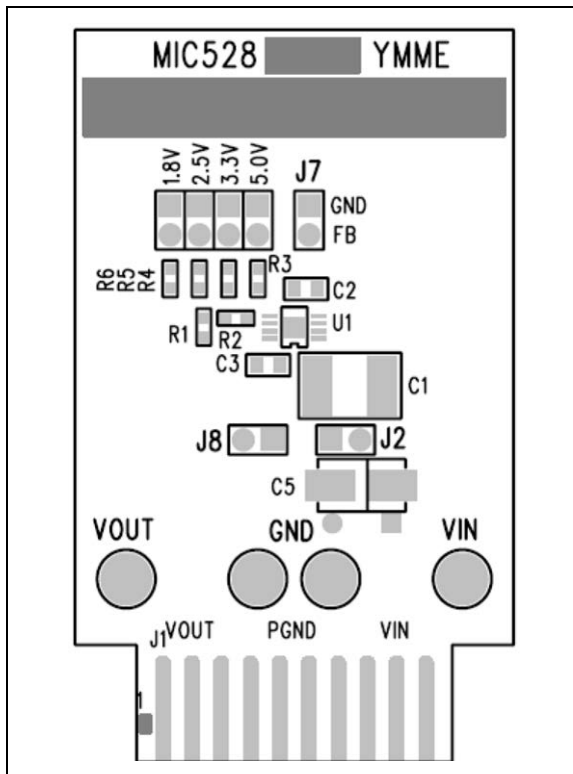 MIC528 YMME
1.8V
2.5V
3.3V
5.0V
J7
GND
FB
R6
R5
R4
R3
C2
R1
R2
U1
C3
C1
J8
J2
C5
VOUT GND VIN
J1 VOUT PGND VIN
1